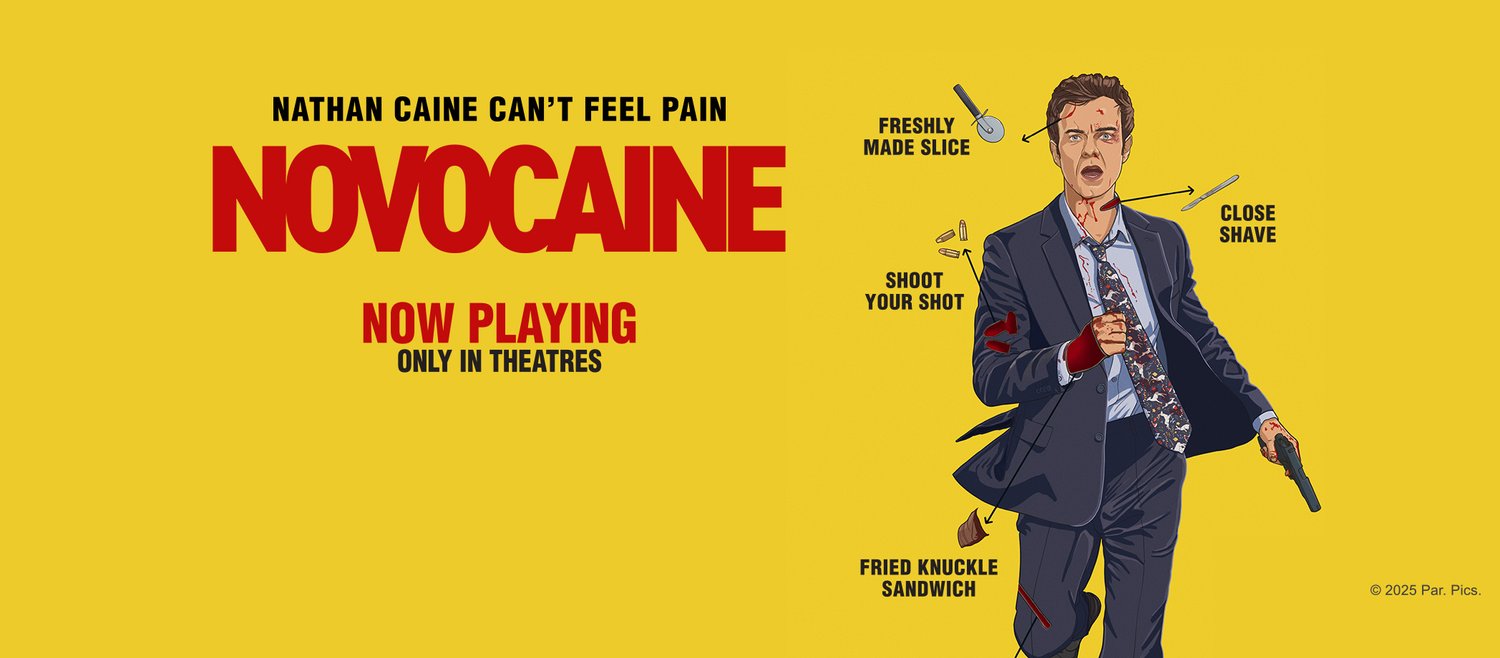 NATHAN CAINE CAN'T FEEL PAIN
NOVOCAINE
NOW PLAYING
ONLY IN THEATRES
FRESHLY
MADE SLICE
CLOSE
SHAVE
SHOOT
YOUR SHOT
FRIED KNUCKLE
SANDWICH
© 2025 Par. Pics.